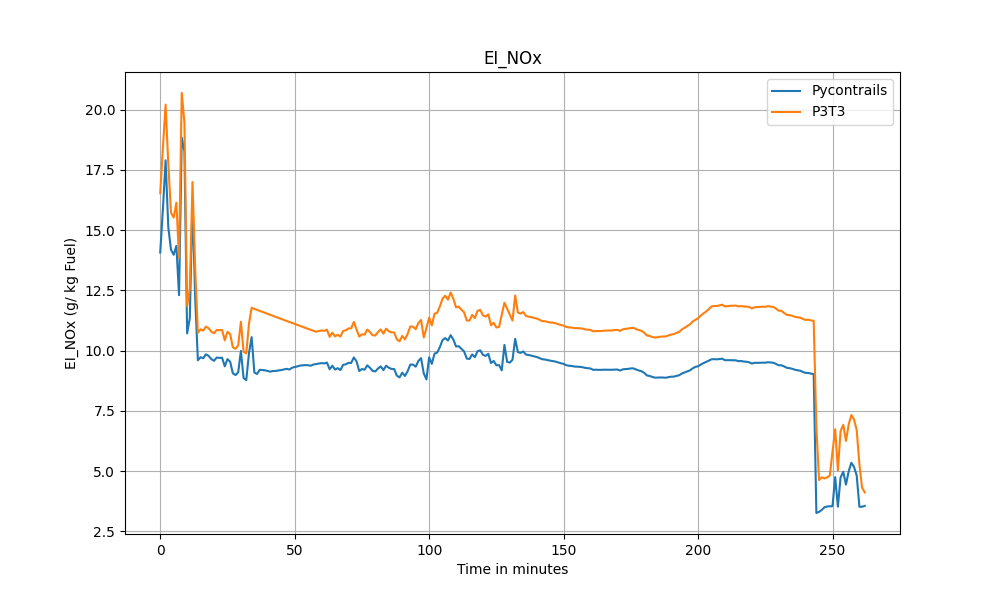 EI_NOx
Pycontrails
P3T3
EI_NOx (g/ kg Fuel)
20.0
17.5
15.0
12.5
10.0
7.5
5.0
2.5
0 50 100 150 200 250
Time in minutes